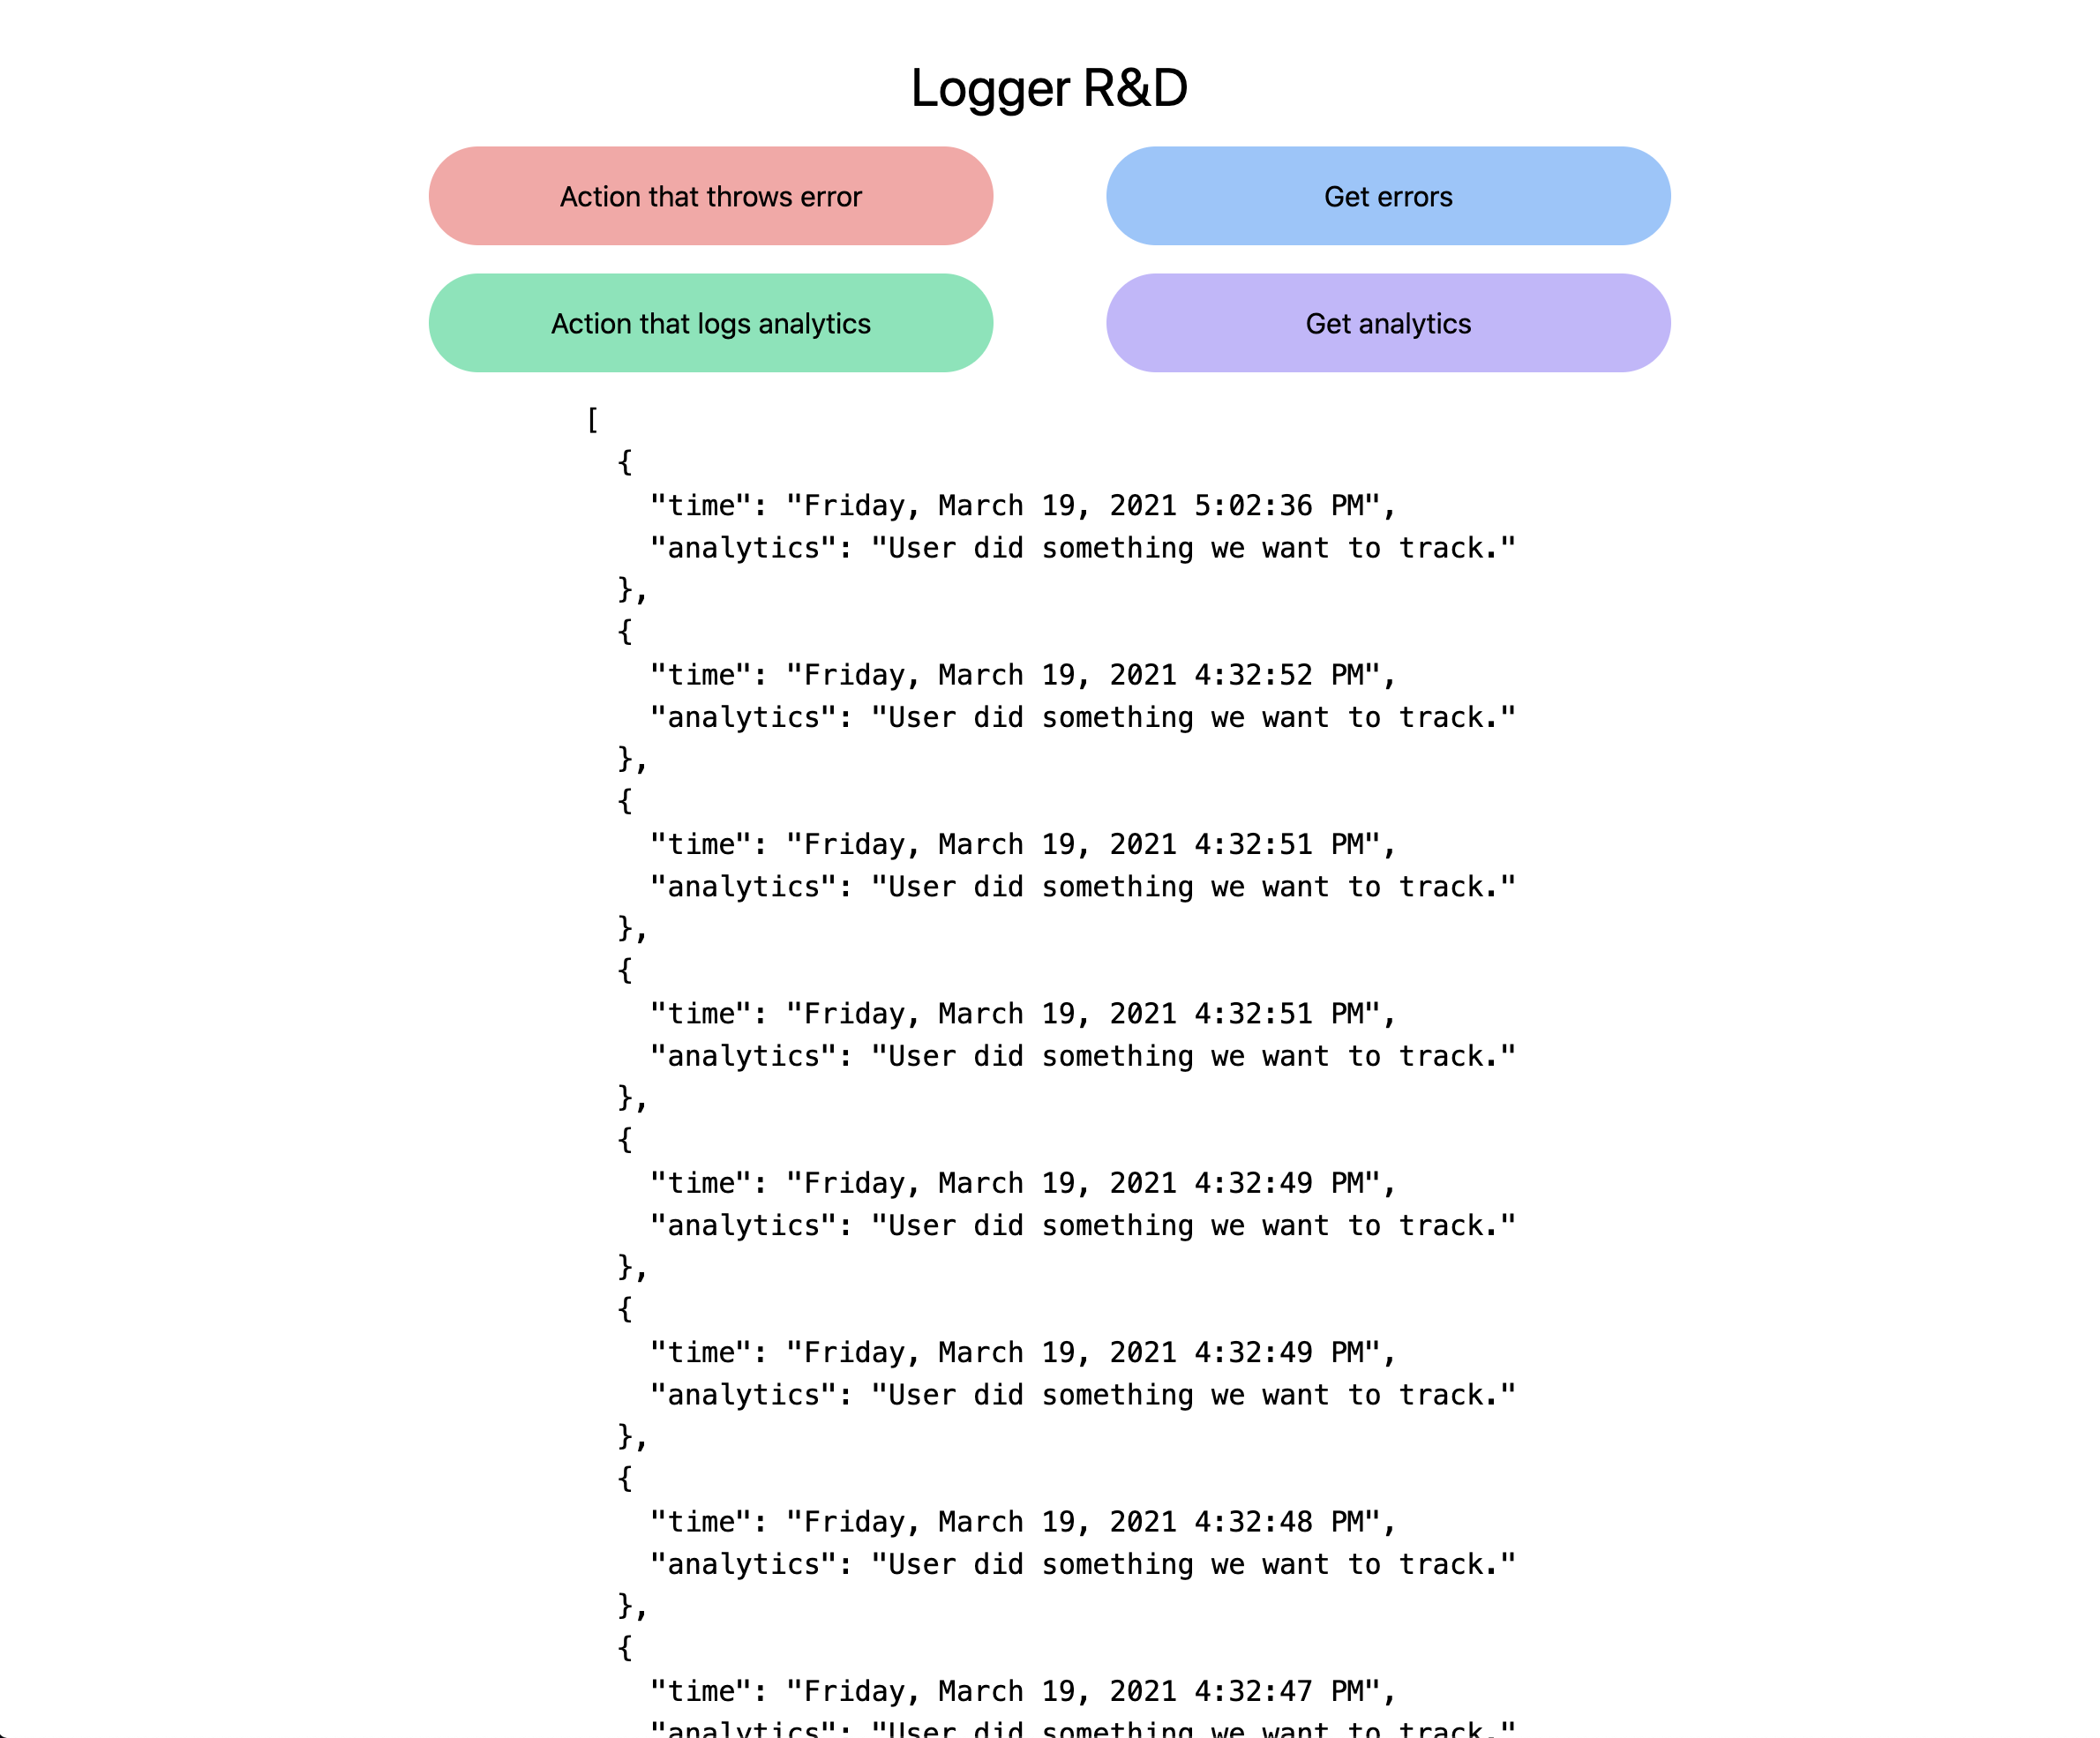 Logger R&D
Action that throws error
Get errors
Action that logs analytics
Get analytics
[
  {
    "time": "Friday, March 19, 2021 5:02:36 PM",
    "analytics": "User did something we want to track."
  },
  {
    "time": "Friday, March 19, 2021 4:32:52 PM",
    "analytics": "User did something we want to track."
  },
  {
    "time": "Friday, March 19, 2021 4:32:51 PM",
    "analytics": "User did something we want to track."
  },
  {
    "time": "Friday, March 19, 2021 4:32:51 PM",
    "analytics": "User did something we want to track."
  },
  {
    "time": "Friday, March 19, 2021 4:32:49 PM",
    "analytics": "User did something we want to track."
  },
  {
    "time": "Friday, March 19, 2021 4:32:49 PM",
    "analytics": "User did something we want to track."
  },
  {
    "time": "Friday, March 19, 2021 4:32:48 PM",
    "analytics": "User did something we want to track."
  },
  {
    "time": "Friday, March 19, 2021 4:32:47 PM",
    "analytics": "User did something we want to track."